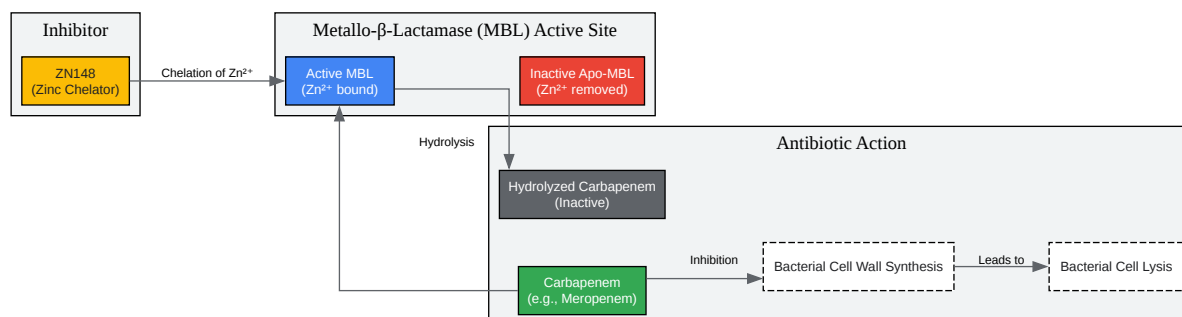 Inhibitor
ZN148
(Zinc Chelator)
Chelation of Zn²⁺
Metallo-β-Lactamase (MBL) Active Site
Active MBL
(Zn²⁺ bound)
Inactive Apo-MBL
(Zn²⁺ removed)
Hydrolysis
Antibiotic Action
Hydrolyzed Carbapenem
(Inactive)
Carbapenem
(e.g., Meropenem)
Inhibition
Bacterial Cell Wall Synthesis
Leads to
Bacterial Cell Lysis